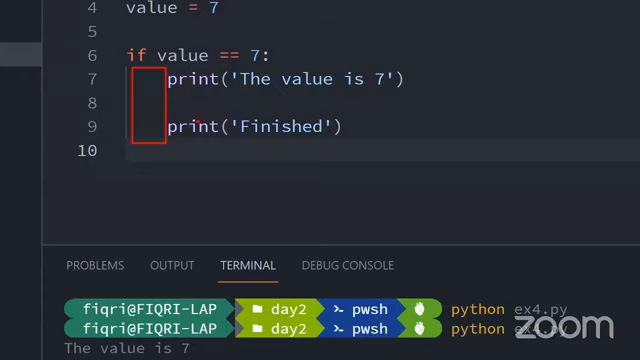 4 value = 7
6 if value == 7:
7 print('The value is 7')
8
9 print('Finished')
10
PROBLEMS OUTPUT TERMINAL DEBUG CONSOLE
fiqri@FIQRI-LAP day2 pwsh python ex4.py
fiqri@FIQRI-LAP day2 pwsh python ex4.py
zoom
The value is 7